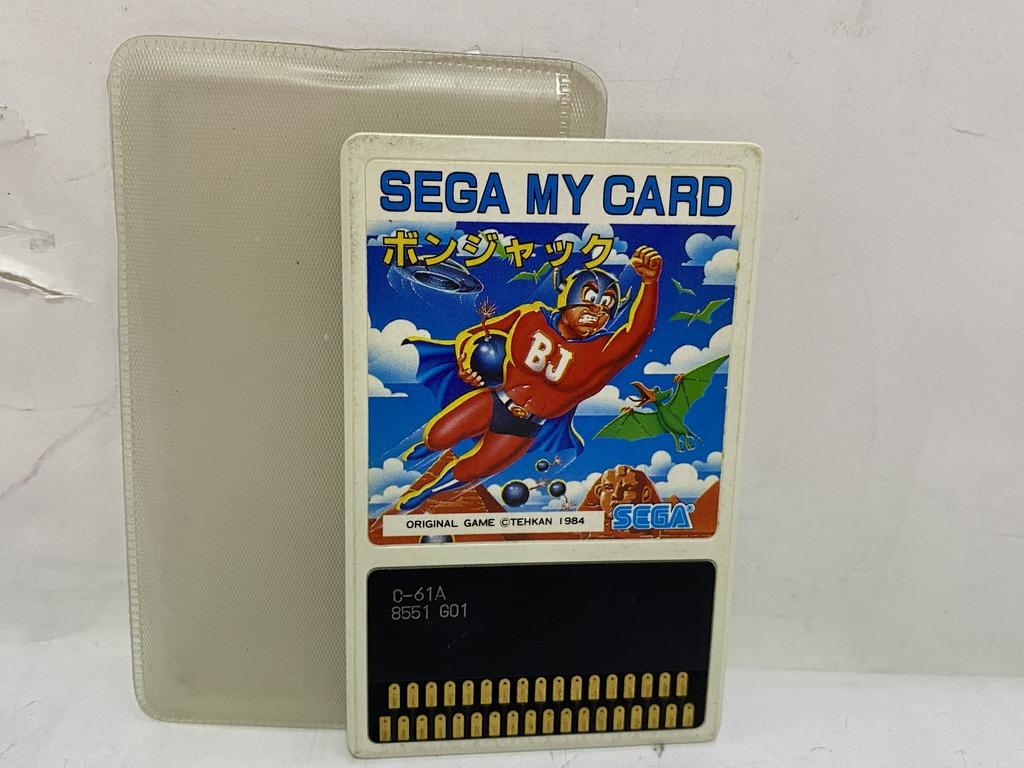 SEGA MY CARD
ボンジャック
BJ
ORIGINAL GAME ©TEHKAN 1984
SEGA®
C-61A
8551 G01